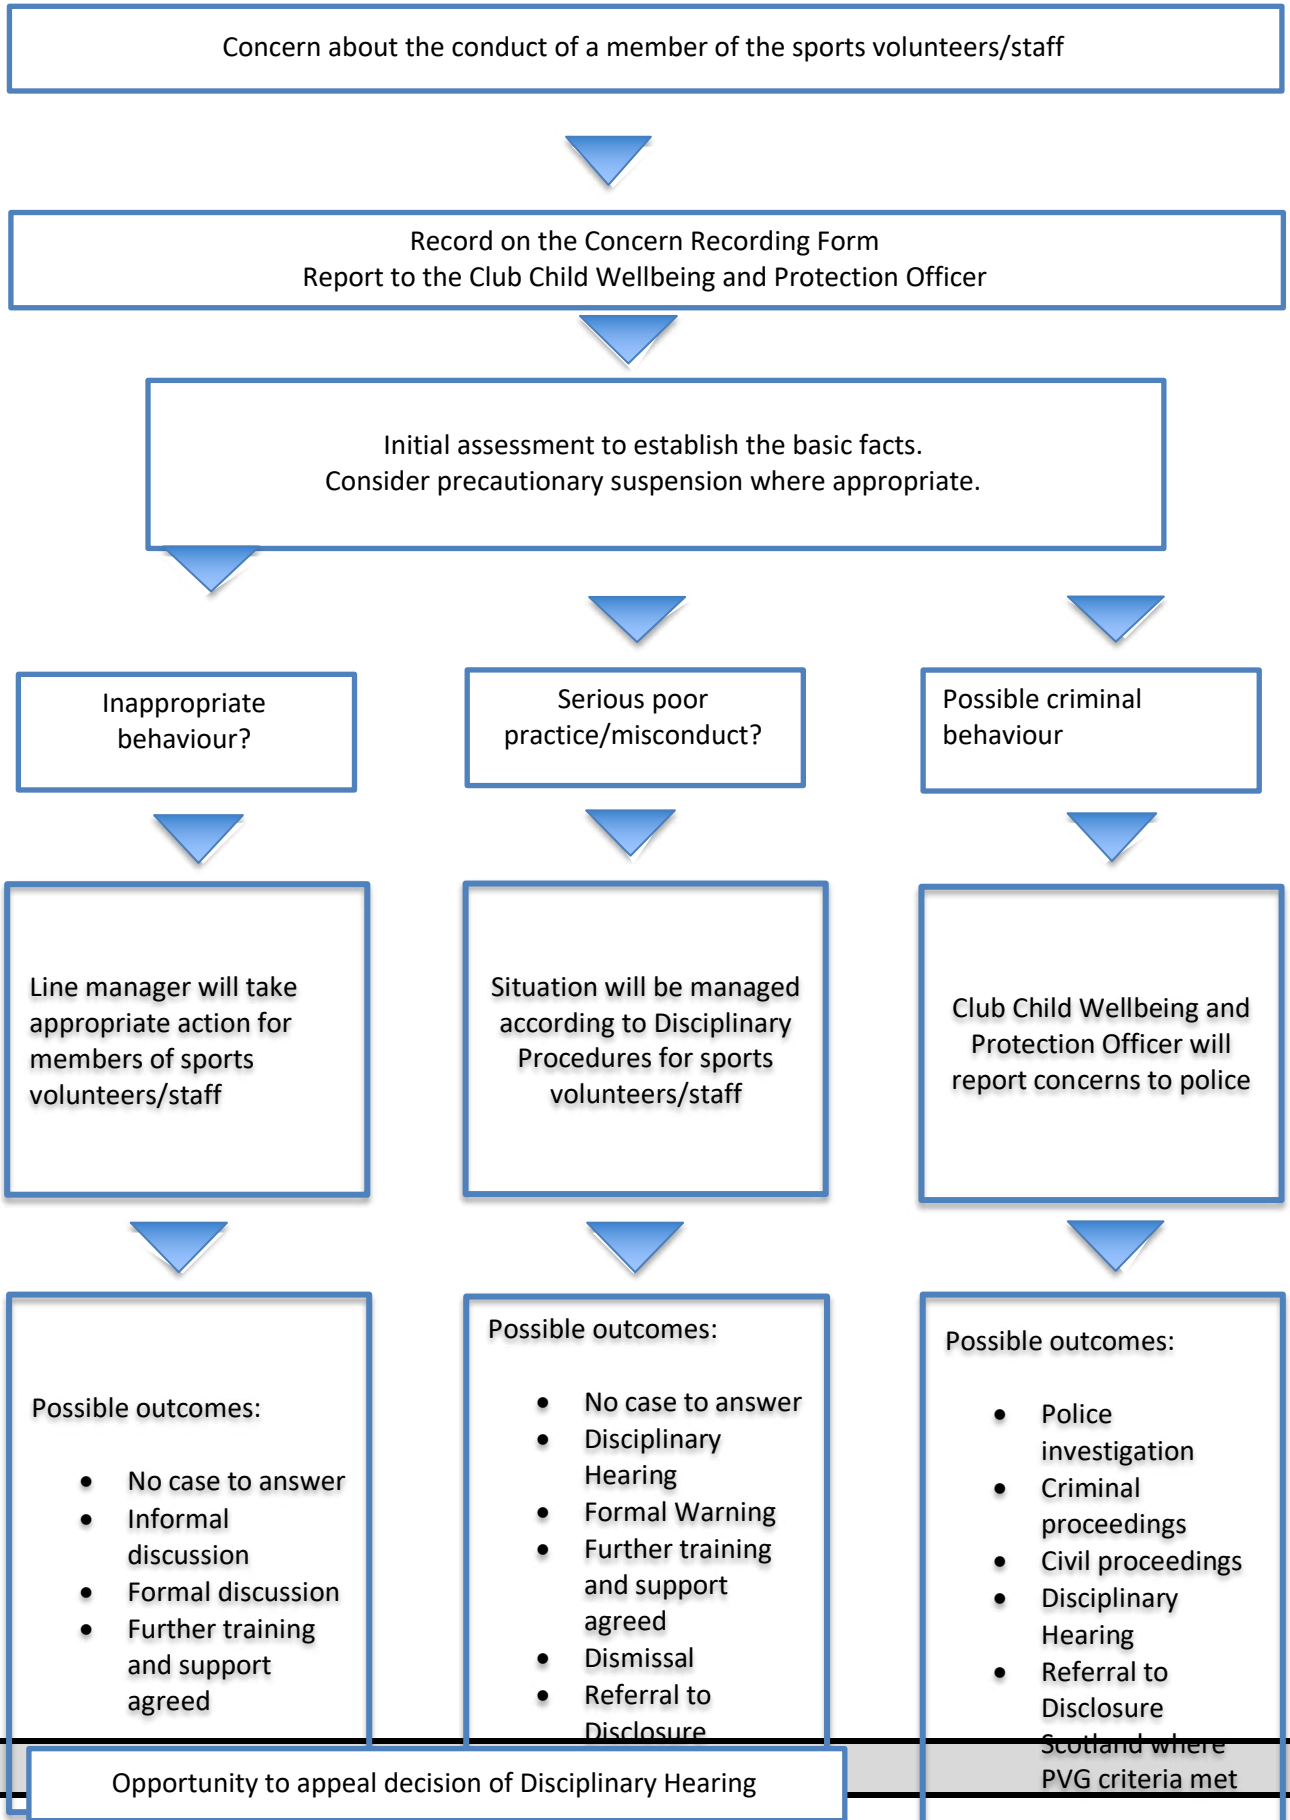 Concern about the conduct of a member of the sports volunteers/staff
Record on the Concern Recording Form
Report to the Club Child Wellbeing and Protection Officer
Initial assessment to establish the basic facts.
Consider precautionary suspension where appropriate.
Inappropriate
behaviour?
Serious poor
practice/misconduct?
Possible criminal
behaviour
Line manager will take
appropriate action for
members of sports
volunteers/staff
Situation will be managed
according to Disciplinary
Procedures for sports
volunteers/staff
Club Child Wellbeing and
Protection Officer will
report concerns to police
Possible outcomes:
• No case to answer
• Informal
discussion
• Formal discussion
• Further training
and support
agreed
Possible outcomes:
• No case to answer
• Disciplinary
Hearing
• Formal Warning
• Further training
and support
agreed
• Dismissal
• Referral to
Disclosure
Possible outcomes:
• Police
investigation
• Criminal
proceedings
• Civil proceedings
• Disciplinary
Hearing
• Referral to
Disclosure
Scotland where
PVG criteria met
Opportunity to appeal decision of Disciplinary Hearing